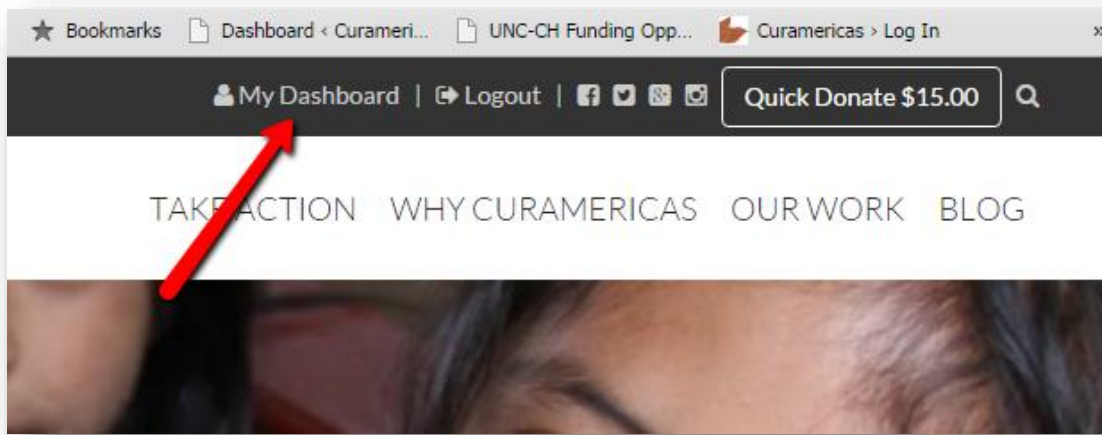 Bookmarks Dashboard < Curameri... UNC-CH Funding Opp... Curamericas > Log In »
My Dashboard | Logout | Quick Donate $15.00
TAKE ACTION WHY CURAMERICAS OUR WORK BLOG